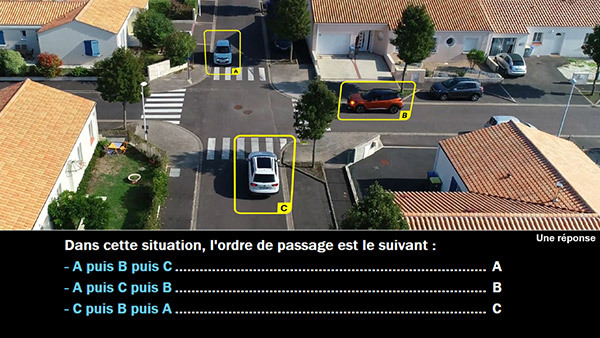 A
B
C
Une réponse
Dans cette situation, l'ordre de passage est le suivant :
- A puis B puis C ........................................................ A
- A puis C puis B ........................................................ B
- C puis B puis A ........................................................ C